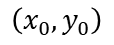 (x₀, y₀)